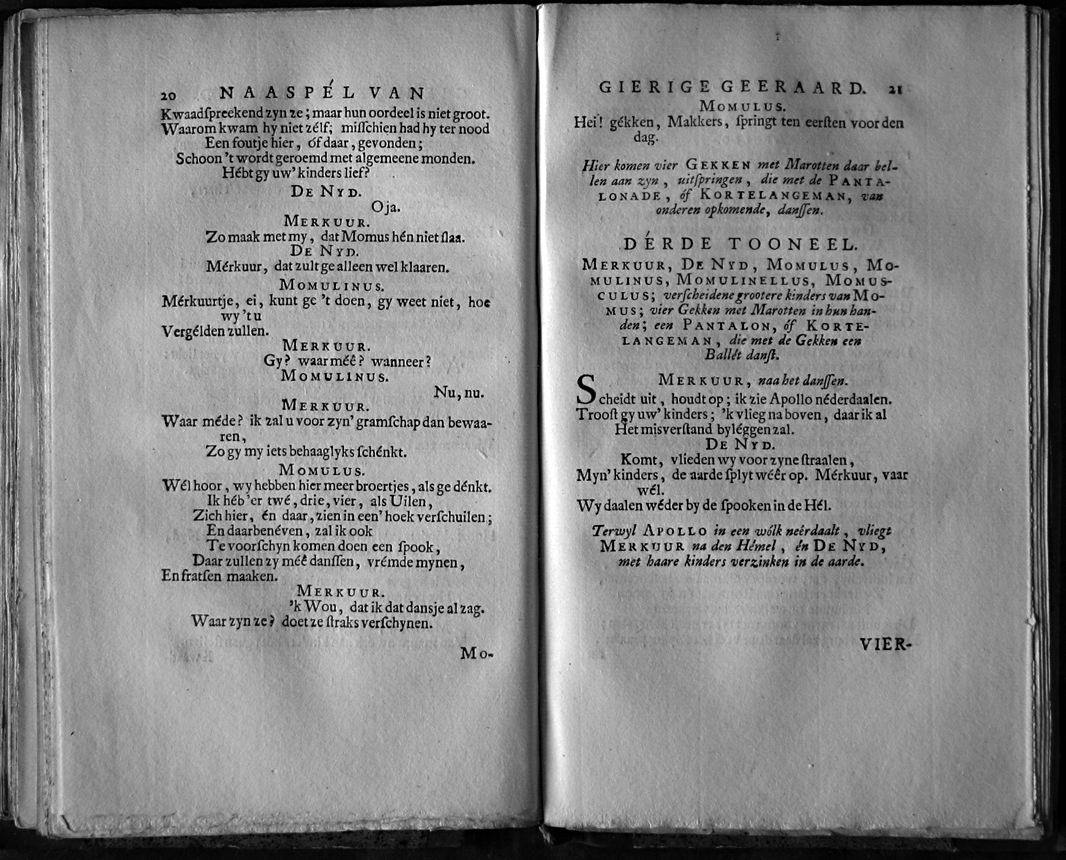 20 NAASPÉL VAN
Kwaadſpreekend zyn ze; maar hun oordeel is niet groot.
Waarom kwam hy niet zélf; miſſchien had hy ter nood
Een foutje hier, óf daar, gevonden;
Schoon 't wordt geroemd met algemeene monden.
Hébt gy uw' kinders lief?
DE NYD.
Oja.
MERKUUR.
Zo maak met my, dat Momus hén niet ſlaa.
DE NYD.
Mérkuur, dat zult ge alleen wel klaaren.
MOMULINUS.
Mérkuurtje, ei, kunt ge 't doen, gy weet niet, hoe
wy 't u
Vergélden zullen.
MERKUUR.
Gy? waar méê? wanneer?
MOMULINUS.
Nu, nu.
MERKUUR.
Waar méde? ik zal u voor zyn' gramſchap dan bewaa-
ren,
Zo gy my iets behaaglyks ſchénkt.
MOMULUS.
Wél hoor, wy hebben hier meer broertjes, als ge dénkt.
Ik héb 'er twé, drie, vier, als Uilen,
Zich hier, én daar, zien in een' hoek verſchuilen;
En daarbenéven, zal ik ook
Te voorſchyn komen doen een ſpook,
Daar zullen zy méê danſſen, vrémde mynen,
En fratſen maaken.
MERKUUR.
'k Wou, dat ik dat dansje al zag.
Waar zyn ze? doet ze ſtraks verſchynen.
MO-
GIERIGE GEERAARD. 21
MOMULUS.
Hei! gékken, Makkers, ſpringt ten eerſten voor den
dag.
Hier komen vier GEKKEN met Marotten daar bel-
len aan zyn, uitſpringen, die met de PANTA-
LONADE, óf KORTELANGEMAN, van
onderen opkomende, danſſen.
DÉRDE TOONEEL.
MERKUUR, DE NYD, MOMULUS, MO-
MULINUS, MOMULINELLUS, MOMUS-
CULUS; verſcheidene grootere kinders van MO-
MUS; vier Gekken met Marotten in hun han-
den; een PANTALON, óf KORTE-
LANGEMAN, die met de Gekken een
Ballét danſt.
MERKUUR, na het danſſen.
Scheidt uit, houdt op; ik zie Apollo néderdaalen.
Trooſt gy uw' kinders; 'k vlieg na boven, daar ik al
Het misverſtand byléggen zal.
DE NYD.
Komt, vlieden wy voor zyne ſtraalen,
Myn' kinders, de aarde ſplyt wéêr op. Mérkuur, vaar
wél.
Wy daalen wéder by de ſpooken in de Hél.
Terwyl APOLLO in een wólk neêrdaalt, vliegt
MERKUUR na den Hémel, én DE NYD,
met haare kinders verzinken in de aarde.
VIER-